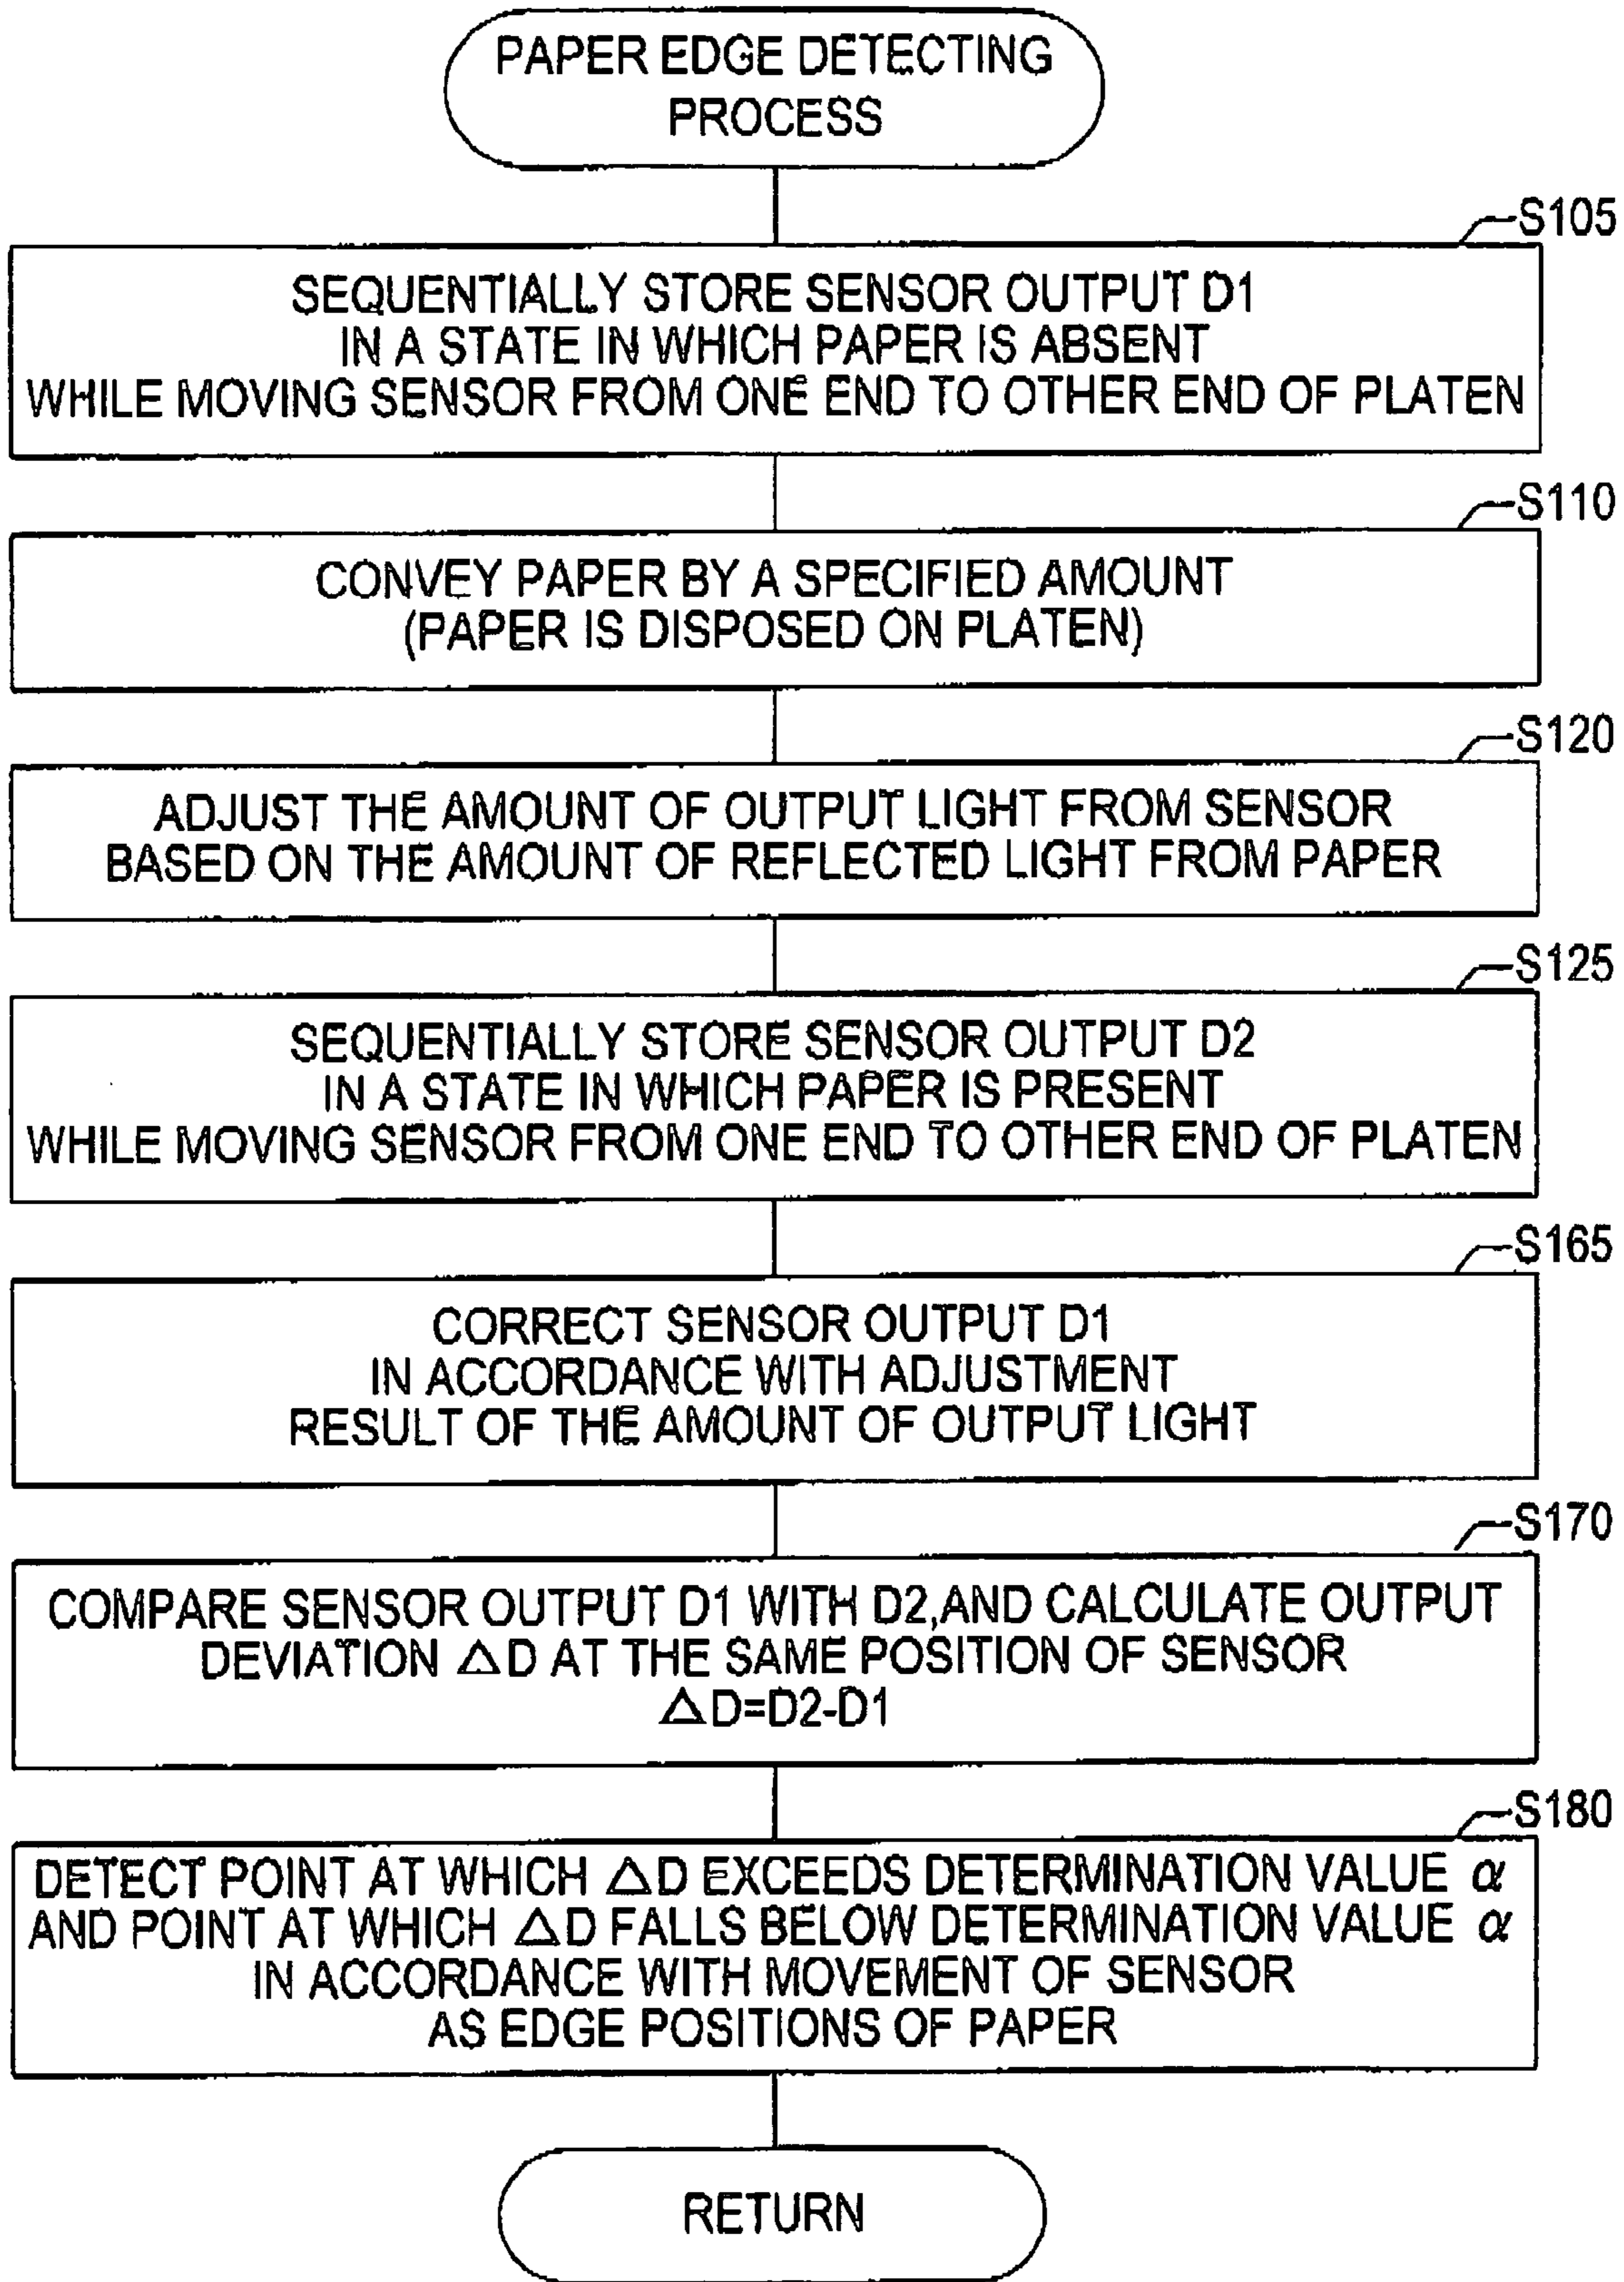 PAPER EDGE DETECTING
PROCESS
S105
SEQUENTIALLY STORE SENSOR OUTPUT D1
IN A STATE IN WHICH PAPER IS ABSENT
WHILE MOVING SENSOR FROM ONE END TO OTHER END OF PLATEN
S110
CONVEY PAPER BY A SPECIFIED AMOUNT
(PAPER IS DISPOSED ON PLATEN)
S120
ADJUST THE AMOUNT OF OUTPUT LIGHT FROM SENSOR
BASED ON THE AMOUNT OF REFLECTED LIGHT FROM PAPER
S125
SEQUENTIALLY STORE SENSOR OUTPUT D2
IN A STATE IN WHICH PAPER IS PRESENT
WHILE MOVING SENSOR FROM ONE END TO OTHER END OF PLATEN
S165
CORRECT SENSOR OUTPUT D1
IN ACCORDANCE WITH ADJUSTMENT
RESULT OF THE AMOUNT OF OUTPUT LIGHT
S170
COMPARE SENSOR OUTPUT D1 WITH D2,AND CALCULATE OUTPUT
DEVIATION △D AT THE SAME POSITION OF SENSOR
△D=D2-D1
S180
DETECT POINT AT WHICH △D EXCEEDS DETERMINATION VALUE α
AND POINT AT WHICH △D FALLS BELOW DETERMINATION VALUE α
IN ACCORDANCE WITH MOVEMENT OF SENSOR
AS EDGE POSITIONS OF PAPER
RETURN